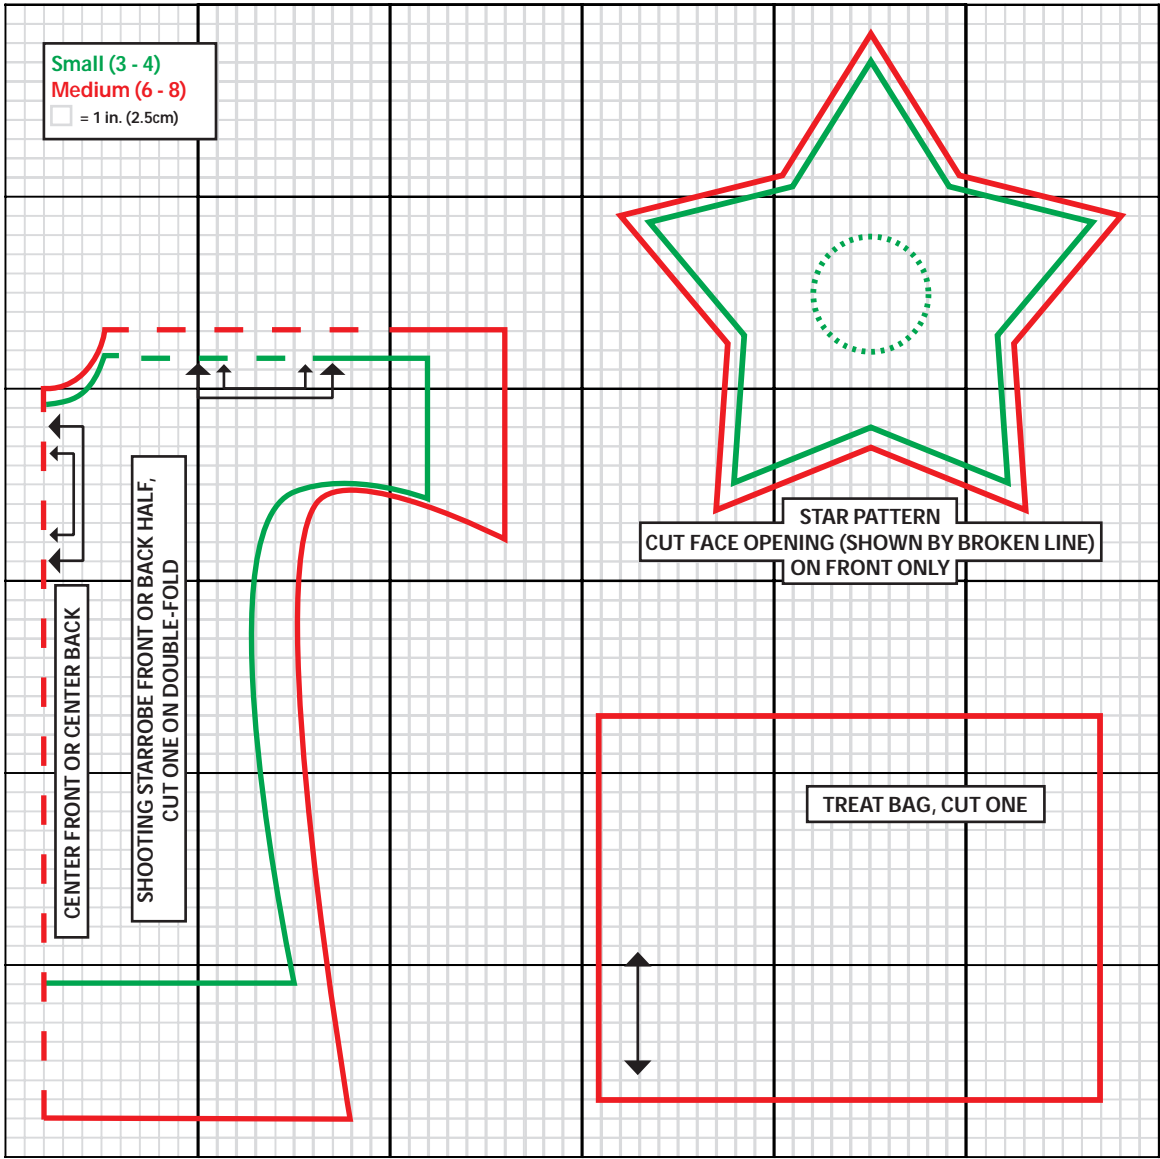 Small (3 - 4)
Medium (6 - 8)
= 1 in. (2.5cm)
STAR PATTERN
CUT FACE OPENING (SHOWN BY BROKEN LINE)
ON FRONT ONLY
CENTER FRONT OR CENTER BACK
SHOOTING STARROBE FRONT OR BACK HALF,
CUT ONE ON DOUBLE-FOLD
TREAT BAG, CUT ONE